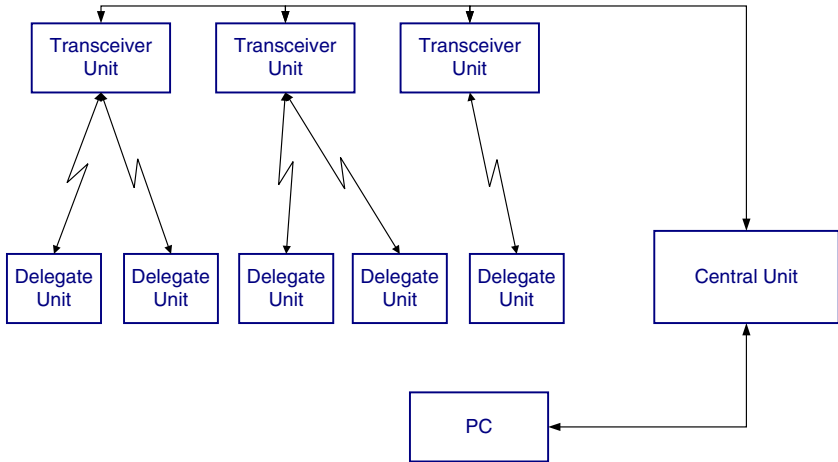 Transceiver
Unit
Transceiver
Unit
Transceiver
Unit
Delegate
Unit
Delegate
Unit
Delegate
Unit
Delegate
Unit
Delegate
Unit
Central Unit
PC